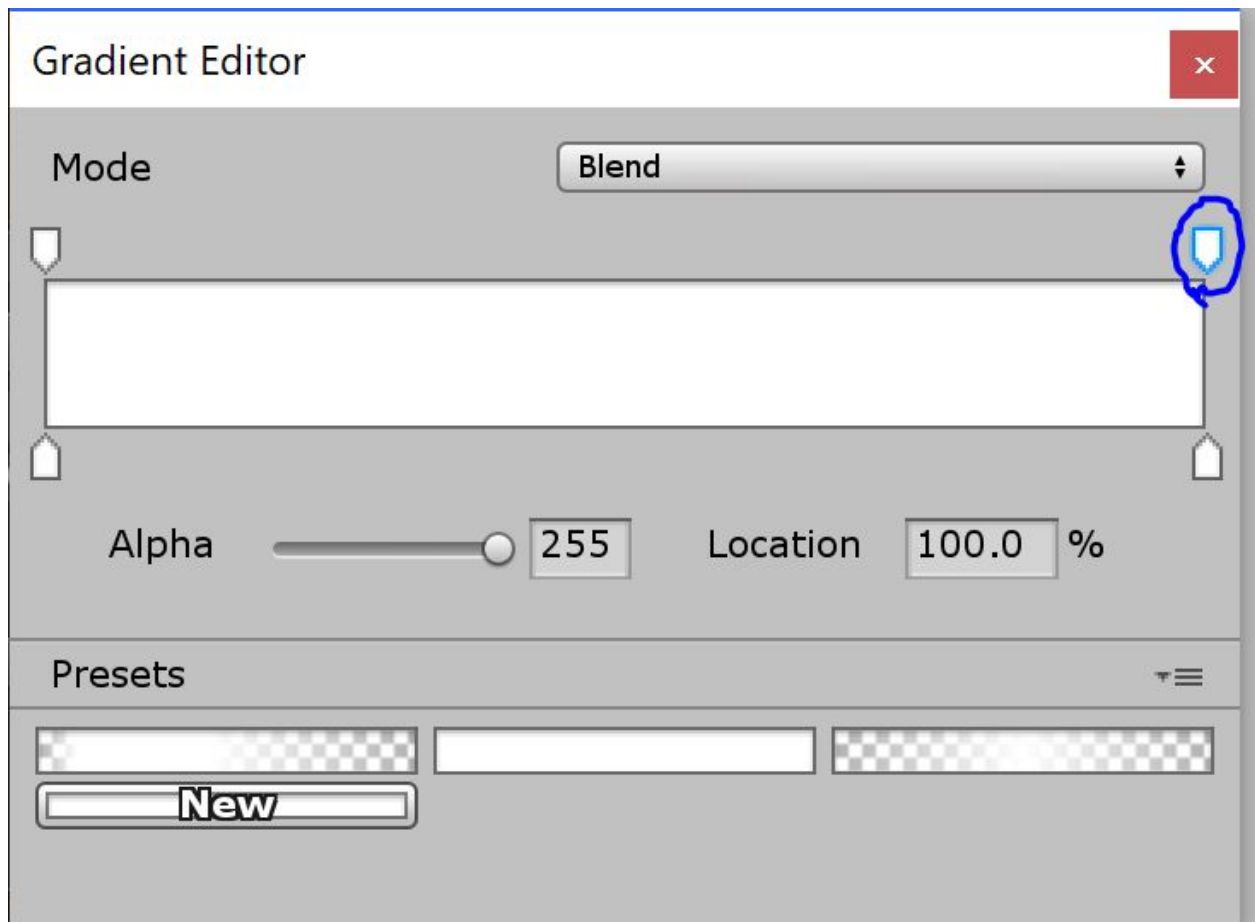 Gradient Editor
x
Mode
Blend
Alpha
255
Location
100.0
%
Presets
New